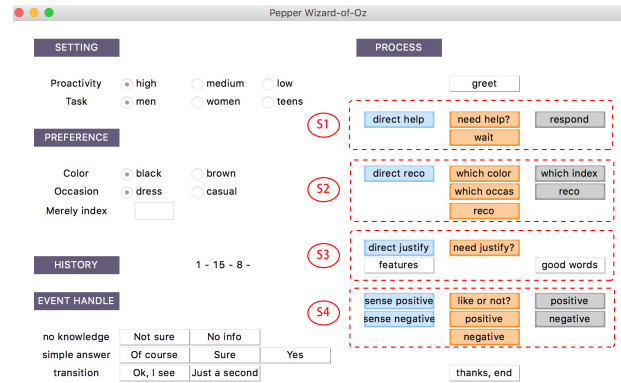 Pepper Wizard-of-Oz
SETTING
Proactivity high medium low
Task men women teens
PREFERENCE
Color black brown
Occasion dress casual
Merely index
HISTORY 1 - 15 - 8 -
EVENT HANDLE
no knowledge Not sure No info
simple answer Of course Sure Yes
transition Ok, I see Just a second
PROCESS
greet
S1 direct help need help? respond
wait
S2 direct reco which color which index
which occas reco
reco
S3 direct justify need justify?
features good words
S4 sense positive like or not? positive
sense negative positive negative
negative
thanks, end